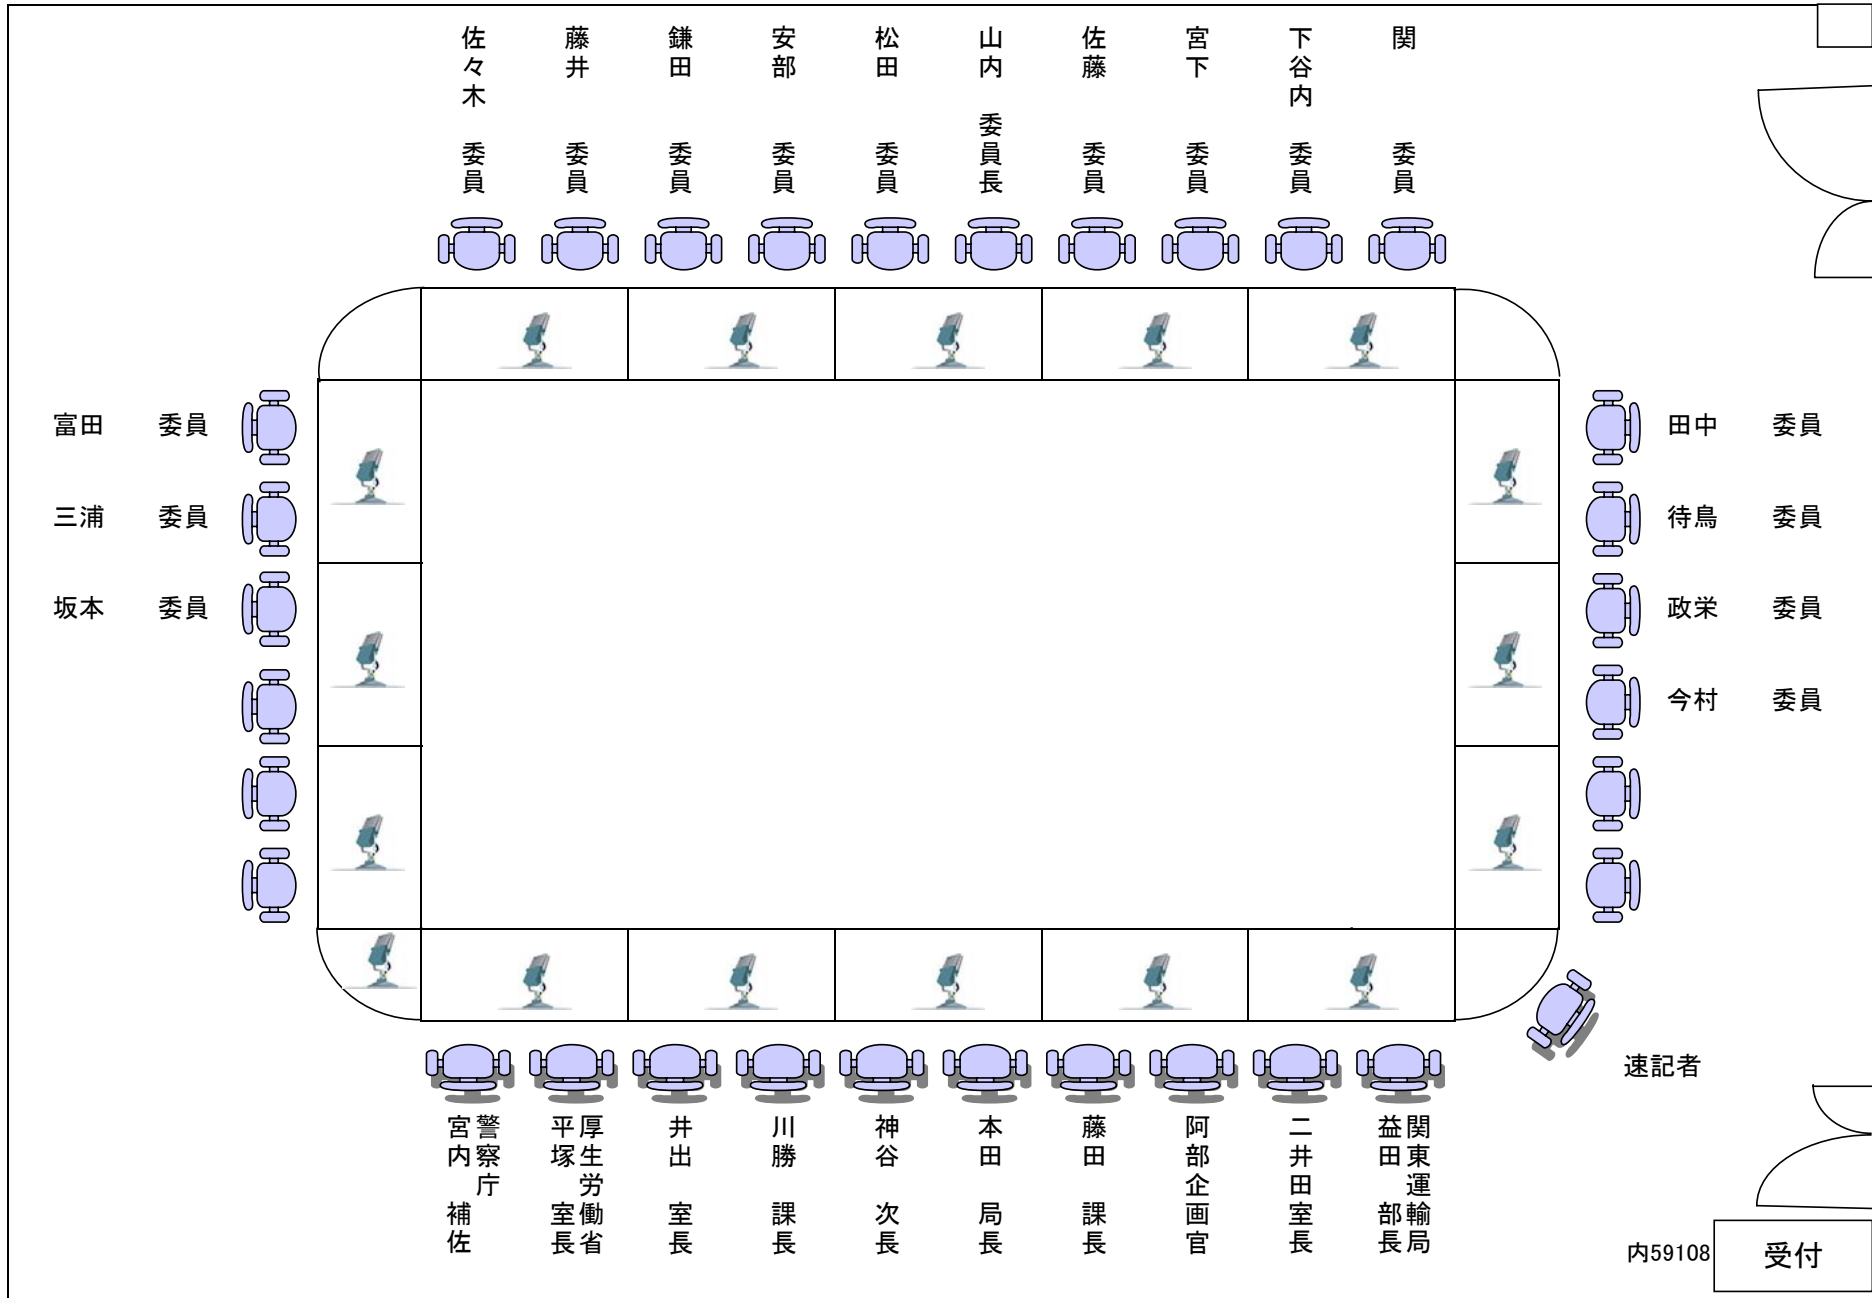 佐々木 委員
藤井 委員
鎌田 委員
安部 委員
松田 委員
山内 委員長
佐藤 委員
宮下 委員
下谷内 委員
関 委員
富田 委員
三浦 委員
坂本 委員
田中 委員
待鳥 委員
政栄 委員
今村 委員
速記者
警察庁
宮内 補佐
厚生労働省
平塚 室長
井出 室長
川勝 課長
神谷 次長
本田 局長
藤田 課長
阿部企画官
二井田室長
関東運輸局
益田 部長
内59108
受付